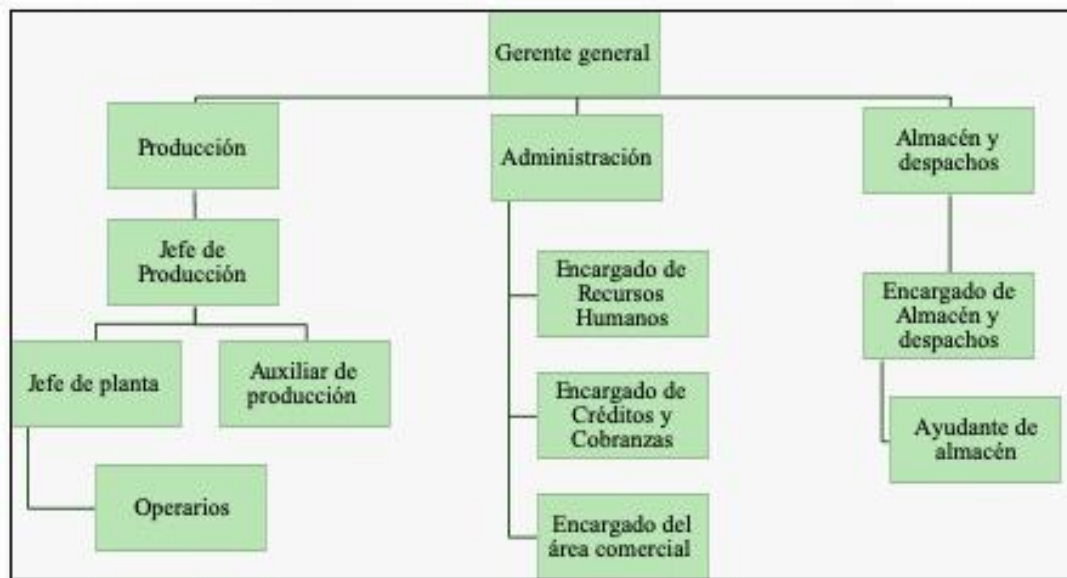 Gerente general
Producción
Administración
Almacén y
despachos
Jefe de
Producción
Encargado de
Recursos
Humanos
Encargado de
Almacén y
despachos
Jefe de planta
Auxiliar de
producción
Encargado de
Créditos y
Cobranzas
Ayudante de
almacén
Operarios
Encargado del
área comercial